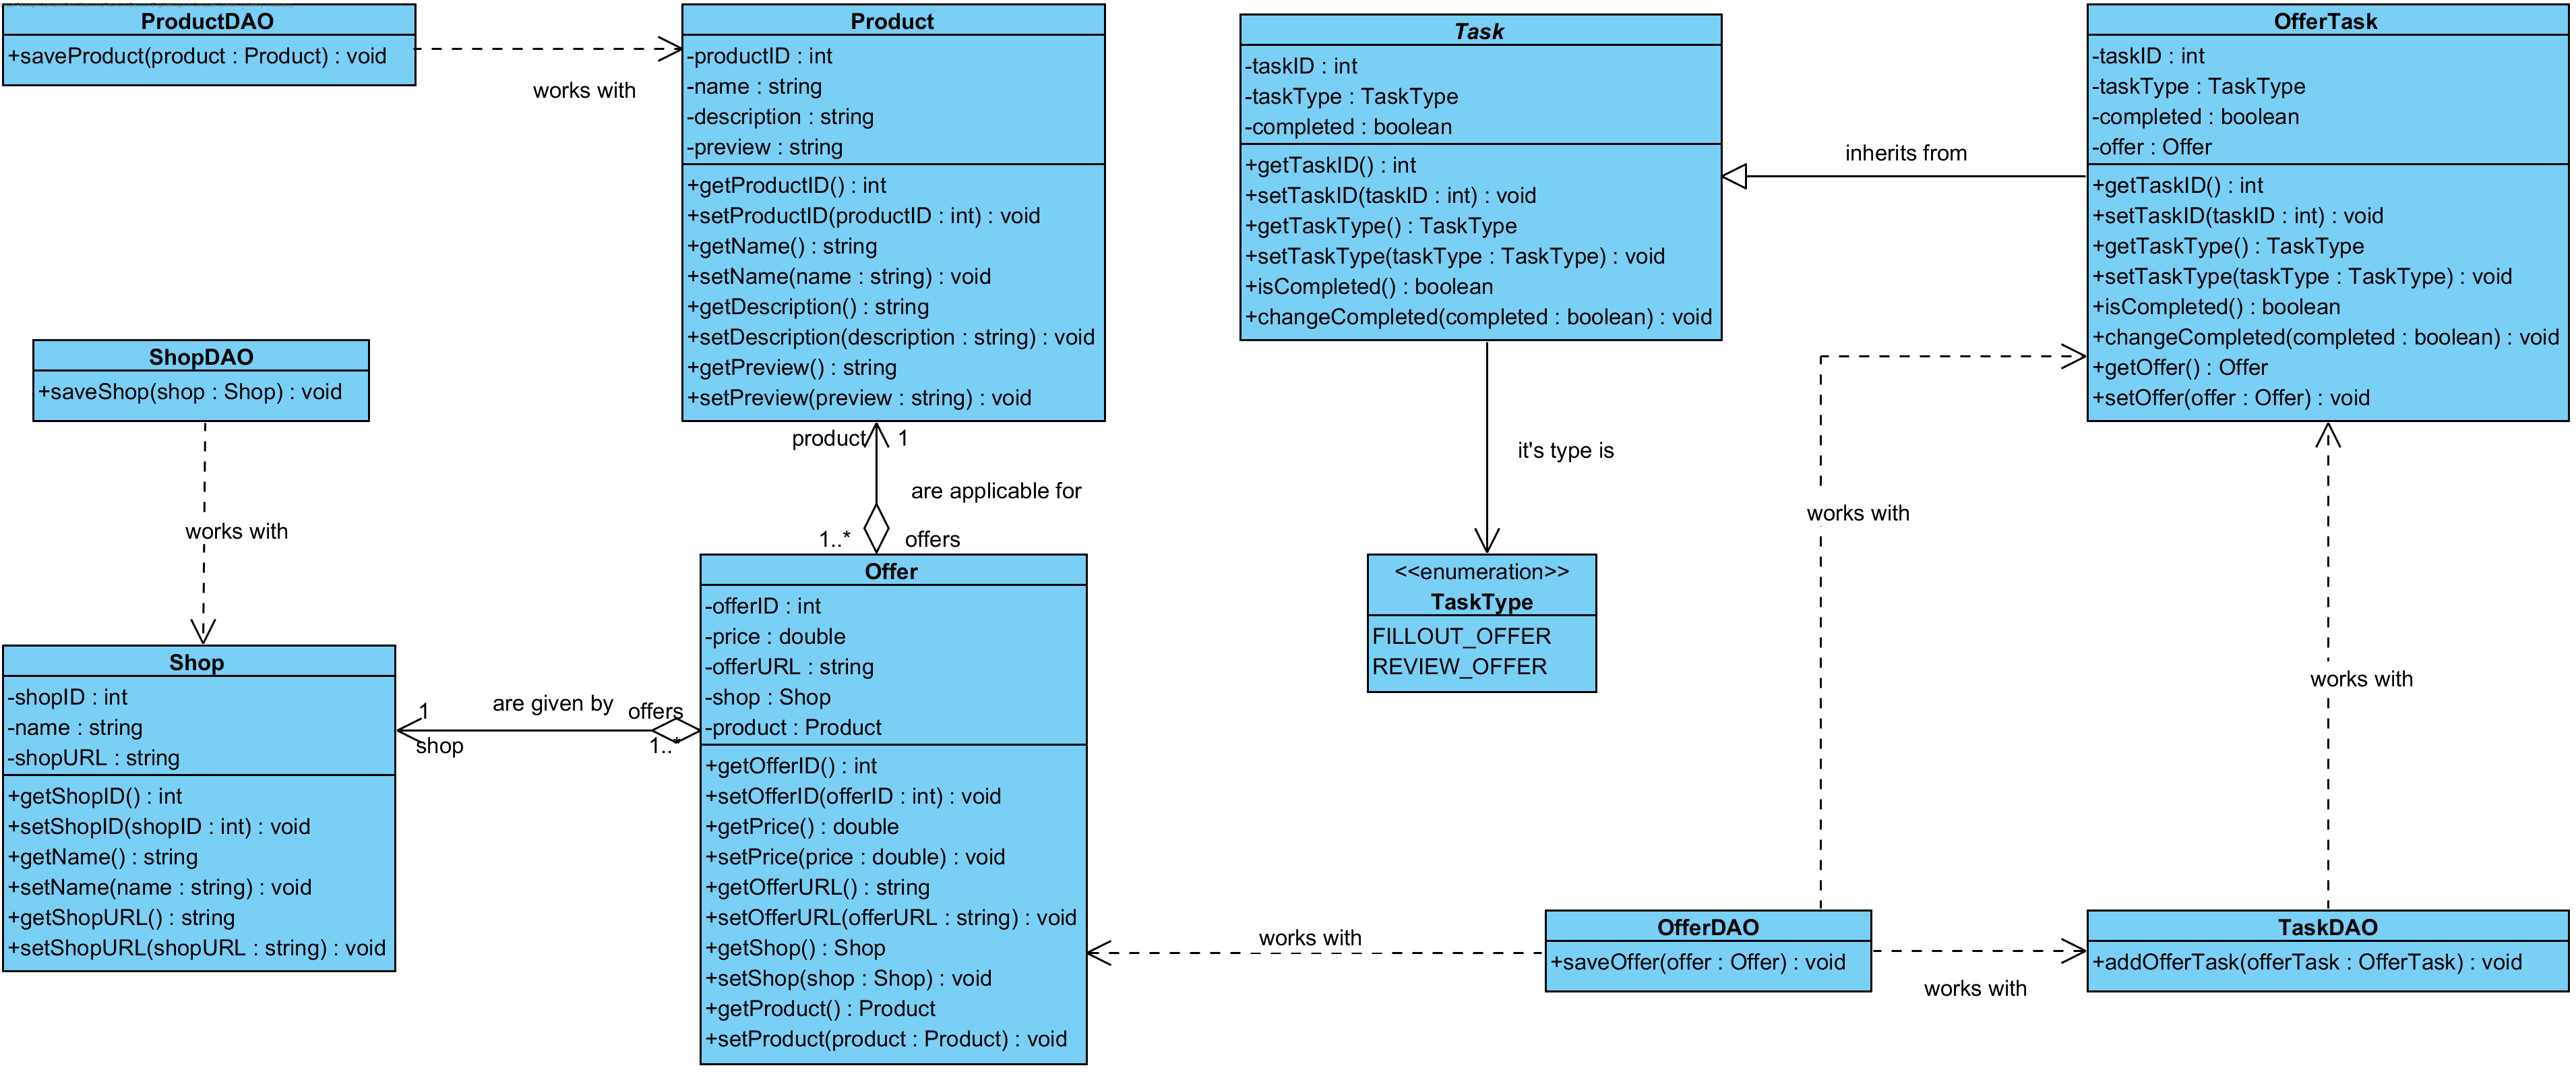 ProductDAO
+saveProduct(product : Product) : void
works with
Product
-productID : int
-name : string
-description : string
-preview : string
+getProductID() : int
+setProductID(productID : int) : void
+getName() : string
+setName(name : string) : void
+getDescription() : string
+setDescription(description : string) : void
+getPreview() : string
+setPreview(preview : string) : void
Task
-taskID : int
-taskType : TaskType
-completed : boolean
+getTaskID() : int
+setTaskID(taskID : int) : void
+getTaskType() : TaskType
+setTaskType(taskType : TaskType) : void
+isCompleted() : boolean
+changeCompleted(completed : boolean) : void
inherits from
OfferTask
-taskID : int
-taskType : TaskType
-completed : boolean
-offer : Offer
+getTaskID() : int
+setTaskID(taskID : int) : void
+getTaskType() : TaskType
+setTaskType(taskType : TaskType) : void
+isCompleted() : boolean
+changeCompleted(completed : boolean) : void
+getOffer() : Offer
+setOffer(offer : Offer) : void
ShopDAO
+saveShop(shop : Shop) : void
works with
product
1
are applicable for
1..*
offers
it's type is
works with
works with
<<enumeration>>
TaskType
FILLOUT_OFFER
REVIEW_OFFER
Shop
-shopID : int
-name : string
-shopURL : string
+getShopID() : int
+setShopID(shopID : int) : void
+getName() : string
+setName(name : string) : void
+getShopURL() : string
+setShopURL(shopURL : string) : void
1
shop
are given by
offers
1..*
Offer
-offerID : int
-price : double
-offerURL : string
-shop : Shop
-product : Product
+getOfferID() : int
+setOfferID(offerID : int) : void
+getPrice() : double
+setPrice(price : double) : void
+getOfferURL() : string
+setOfferURL(offerURL : string) : void
+getShop() : Shop
+setShop(shop : Shop) : void
+getProduct() : Product
+setProduct(product : Product) : void
works with
OfferDAO
+saveOffer(offer : Offer) : void
works with
TaskDAO
+addOfferTask(offerTask : OfferTask) : void